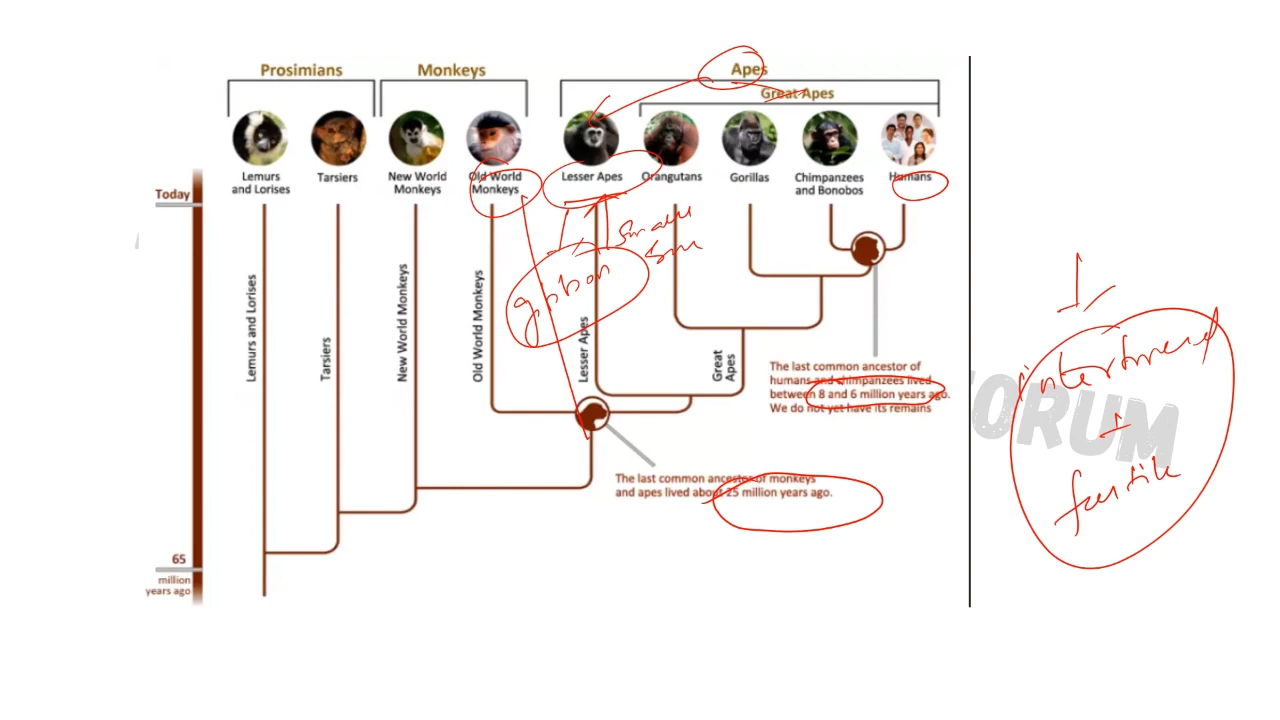 Prosimians
Monkeys
Apes
Great Apes
Lemurs
and Lorises
Tarsiers
New World
Monkeys
Old World
Monkeys
Lesser Apes
Orangutans
Gorillas
Chimpanzees
and Bonobos
Humans
Today
Small
gibbon
Lemurs and Lorises
Tarsiers
New World Monkeys
Old World Monkeys
Lesser Apes
Great
Apes
The last common ancestor of
humans and chimpanzees lived
between 8 and 6 million years ago.
We do not yet have its remains
The last common ancestor of monkeys
and apes lived about 25 million years ago.
65
million
years ago
FORUM